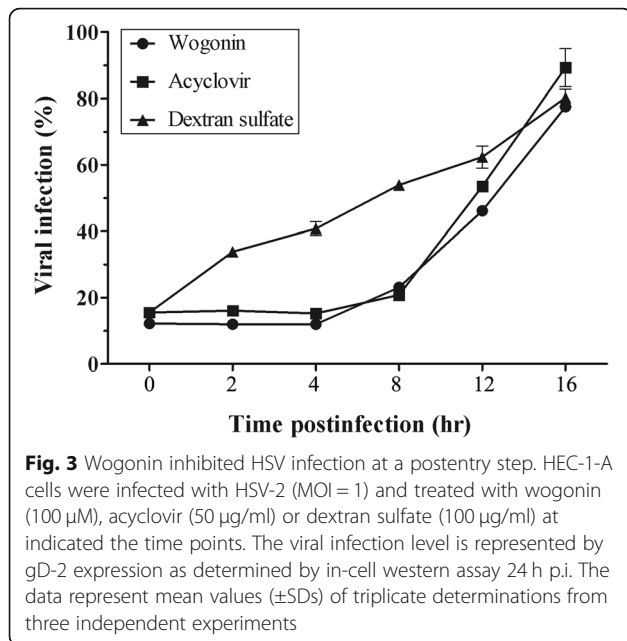 100
80
60
40
20
0
Viral infection (%)
Wogonin
Acyclovir
Dextran sulfate
0 2 4 8 12 16
Time postinfection (hr)
Fig. 3 Wogonin inhibited HSV infection at a postentry step. HEC-1-A
cells were infected with HSV-2 (MOI = 1) and treated with wogonin
(100 μM), acyclovir (50 μg/ml) or dextran sulfate (100 μg/ml) at
indicated the time points. The viral infection level is represented by
gD-2 expression as determined by in-cell western assay 24 h p.i. The
data represent mean values (±SDs) of triplicate determinations from
three independent experiments